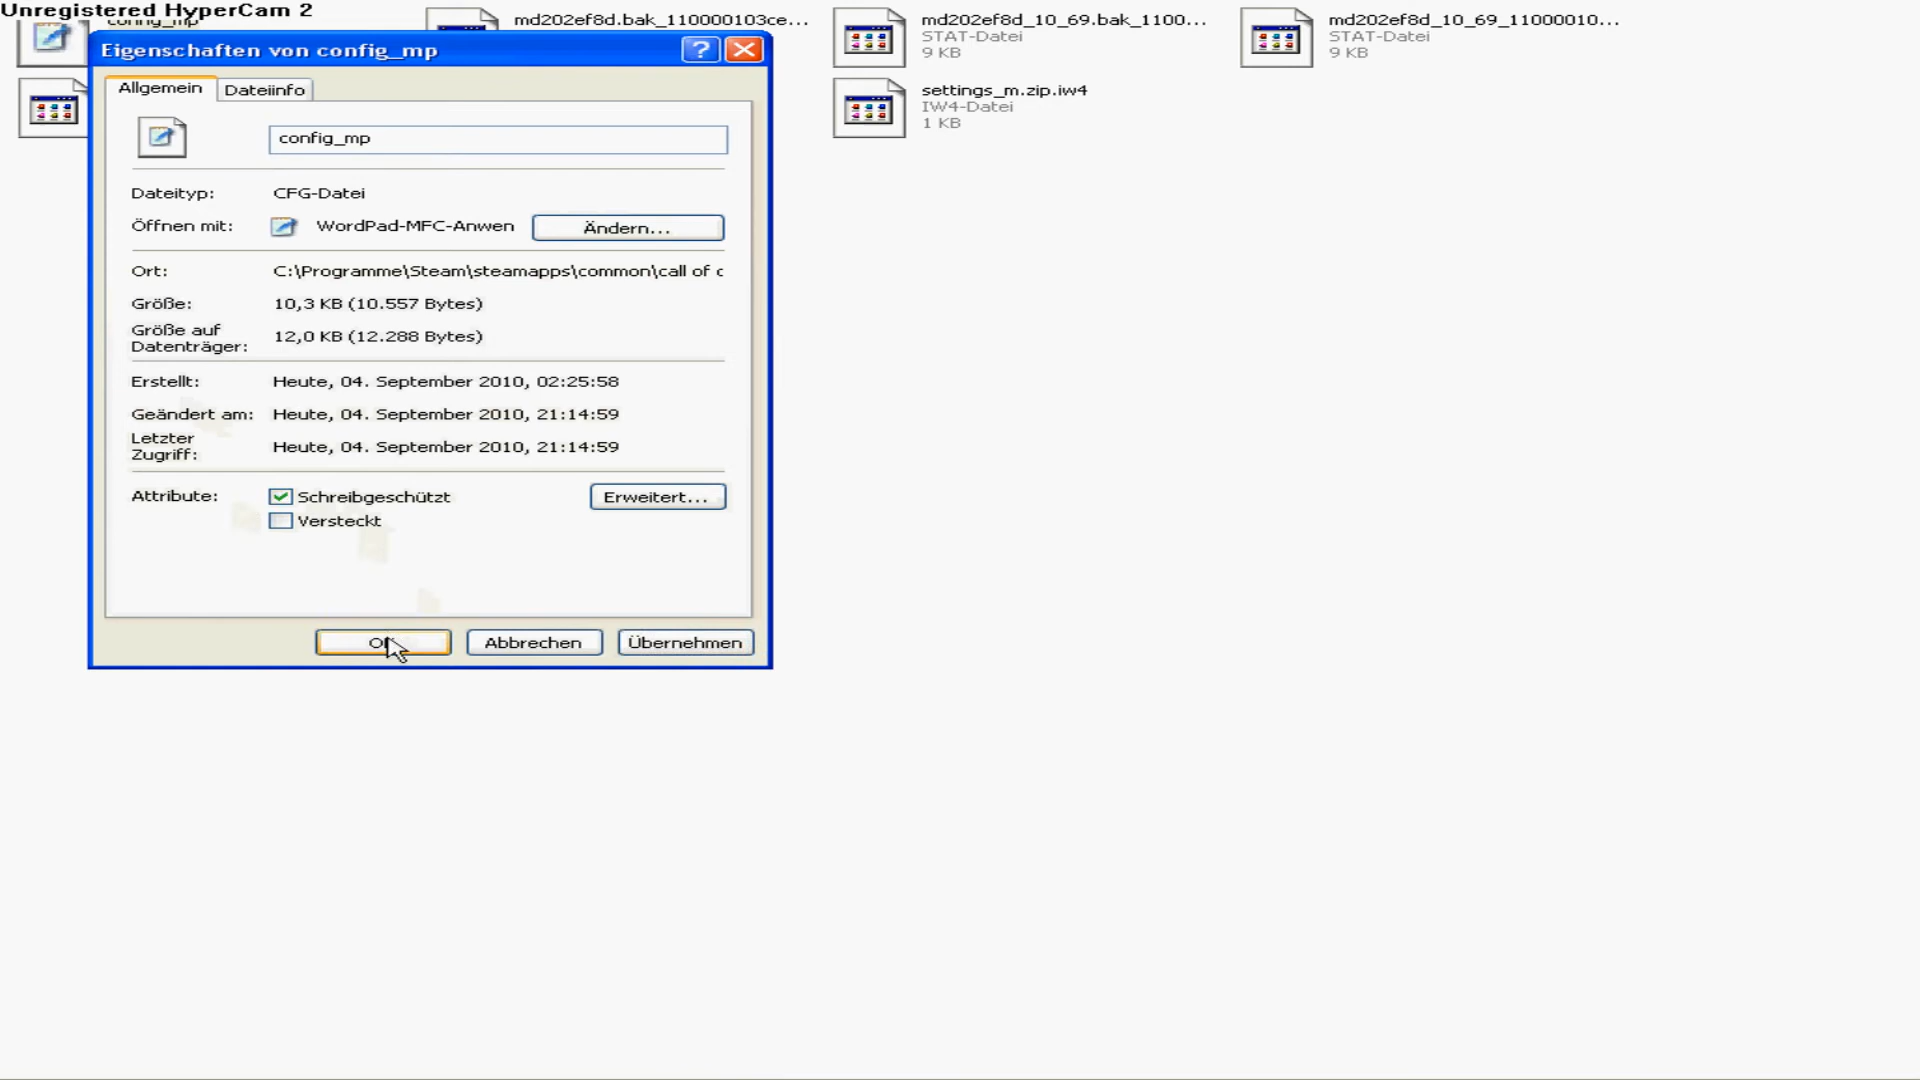 Unregistered HyperCam 2
config_mp
md202ef8d.bak_110000103ce...
md202ef8d_10_69.bak_1100...
STAT-Datei
9 KB
md202ef8d_10_69_11000010...
STAT-Datei
9 KB
settings_m.zip.iw4
IW4-Datei
1 KB
Eigenschaften von config_mp
Allgemein
Dateiinfo
config_mp
Dateityp:
CFG-Datei
Öffnen mit:
WordPad-MFC-Anwen
Ändern...
Ort:
C:\Programme\Steam\steamapps\common\call of c
Größe:
10,3 KB (10.557 Bytes)
Größe auf
Datenträger:
12,0 KB (12.288 Bytes)
Erstellt:
Heute, 04. September 2010, 02:25:58
Geändert am:
Heute, 04. September 2010, 21:14:59
Letzter
Zugriff:
Heute, 04. September 2010, 21:14:59
Attribute:
Schreibgeschützt
Erweitert...
Versteckt
OK
Abbrechen
Übernehmen